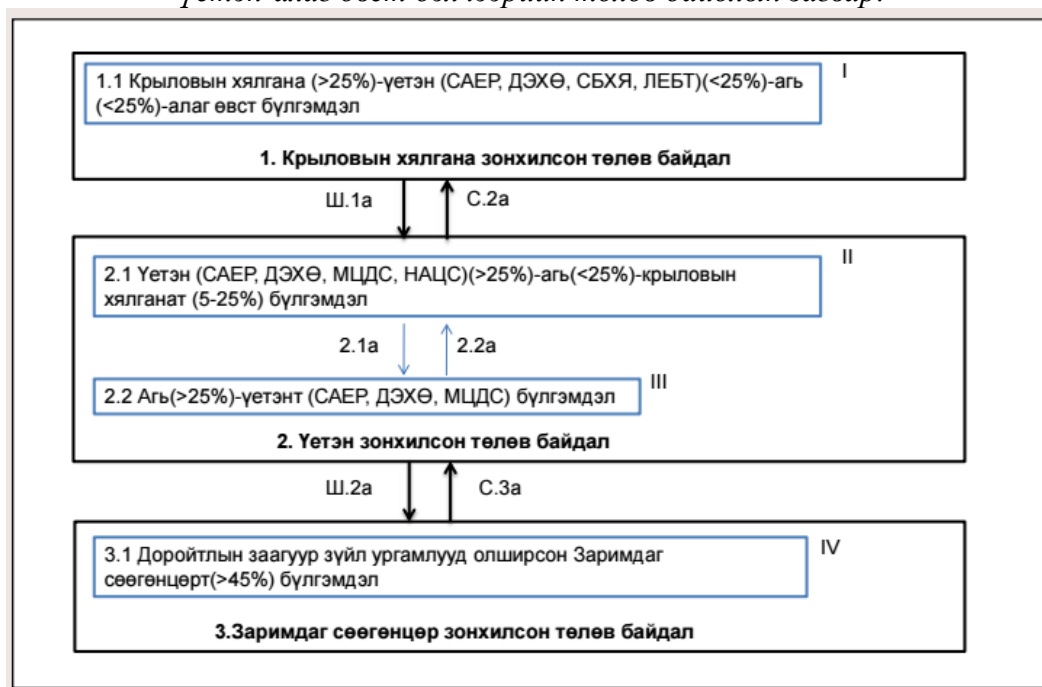 1.1 Крыловын хялгана (>25%)-үетэн (САЕР, ДЭХӨ, СБХЯ, ЛЕБТ)(<25%)-агь
(<25%)-алаг өвст бүлгэмдэл
I
1. Крыловын хялгана зонхилсон төлөв байдал
Ш.1а
С.2а
2.1 Үетэн (САЕР, ДЭХӨ, МЦДС, НАЦС)(>25%)-агь(<25%)-крыловын
хялганат (5-25%) бүлгэмдэл
II
2.1а
2.2а
2.2 Агь(>25%)-үетэнт (САЕР, ДЭХӨ, МЦДС) бүлгэмдэл
III
2. Үетэн зонхилсон төлөв байдал
Ш.2а
С.3а
3.1 Доройтлын заагуур зүйл ургамлууд олширсон Заримдаг
сөөгөнцөрт(>45%) бүлгэмдэл
IV
3.Заримдаг сөөгөнцөр зонхилсон төлөв байдал